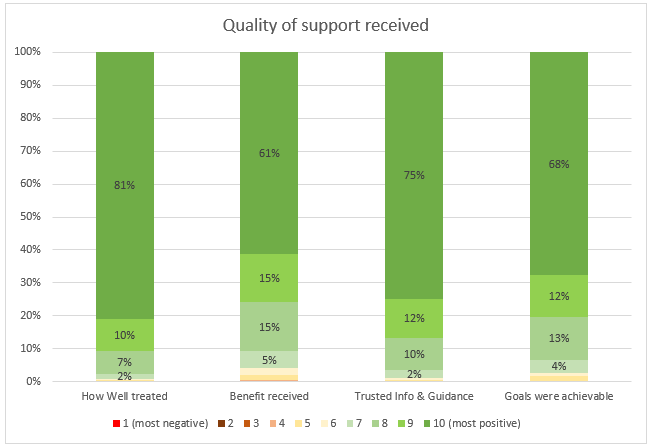 Quality of support received
100%
90%
80%
70%
60%
50%
40%
30%
20%
10%
0%
81% 61% 75% 68%
10% 15% 12% 12%
7% 15% 10% 13%
2% 5% 2% 4%
How Well treated Benefit received Trusted Info & Guidance Goals were achievable
1 (most negative) 2 3 4 5 6 7 8 9 10 (most positive)